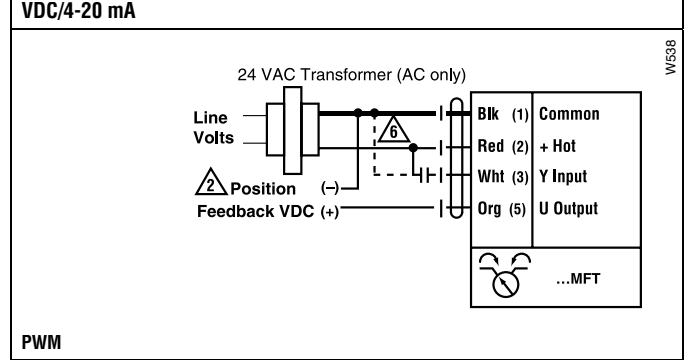 VDC/4-20 mA
W538
24 VAC Transformer (AC only)
Line
Volts
Blk (1) Common
6
Red (2) + Hot
Wht (3) Y Input
2 Position (–)
Feedback VDC (+)
Org (5) U Output
...MFT
PWM